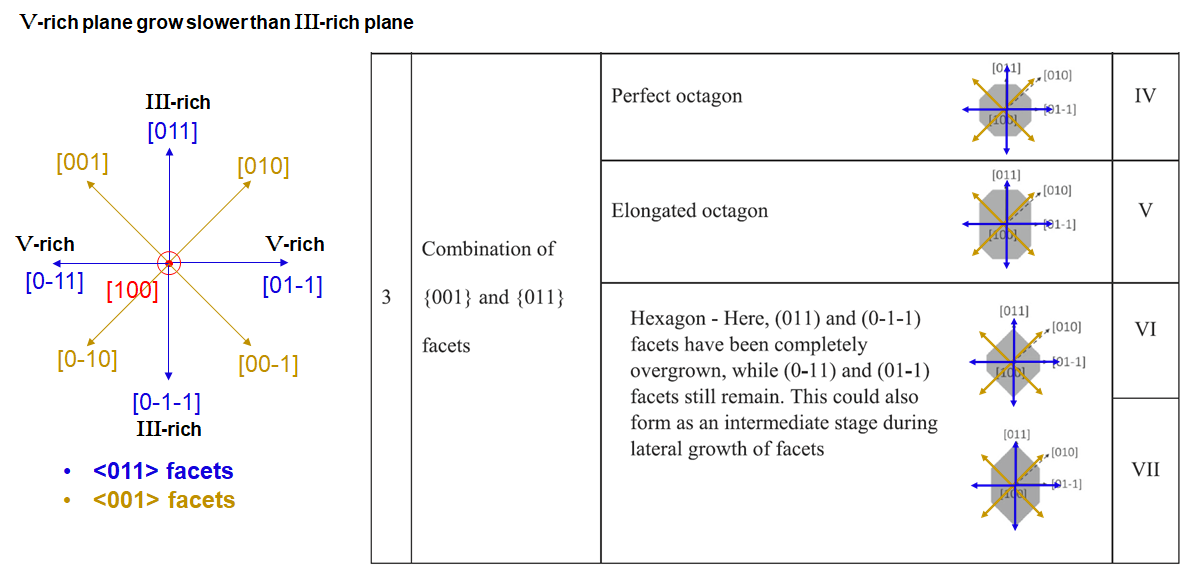 V-rich plane grow slower than III-rich plane
III-rich
[011]
[001]
[010]
V-rich
V-rich
[0-11]
[100]
[01-1]
[0-10]
[00-1]
[0-1-1]
III-rich
• <011> facets
• <001> facets
3
Combination of
{001} and {011}
facets
Perfect octagon
[011]
[010]
[01-1]
[100]
IV
Elongated octagon
[011]
[010]
[01-1]
[100]
V
Hexagon - Here, (011) and (0-1-1)
facets have been completely
overgrown, while (0-11) and (01-1)
facets still remain. This could also
form as an intermediate stage during
lateral growth of facets
[011]
[010]
[01-1]
[100]
VI
[011]
[010]
[01-1]
[100]
VII